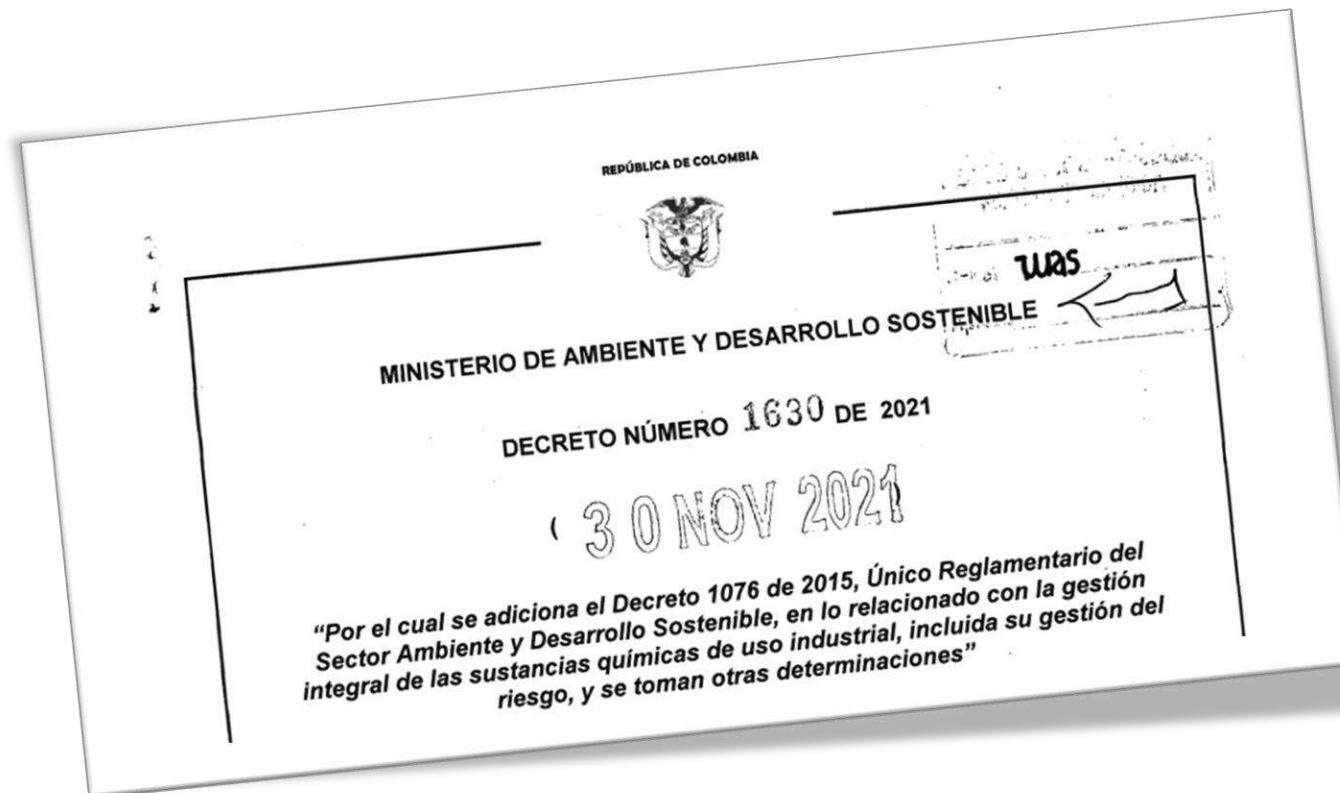 REPÚBLICA DE COLOMBIA
MINISTERIO DE AMBIENTE Y DESARROLLO SOSTENIBLE
DECRETO NÚMERO 1630 DE 2021
( 30 NOV 2021
“Por el cual se adiciona el Decreto 1076 de 2015, Único Reglamentario del
Sector Ambiente y Desarrollo Sostenible, en lo relacionado con la gestión
integral de las sustancias químicas de uso industrial, incluida su gestión del
riesgo, y se toman otras determinaciones”